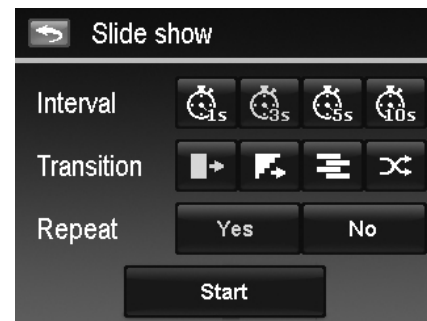 Slide show
Interval 1s 3s 5s 10s
Transition
Repeat Yes No
Start